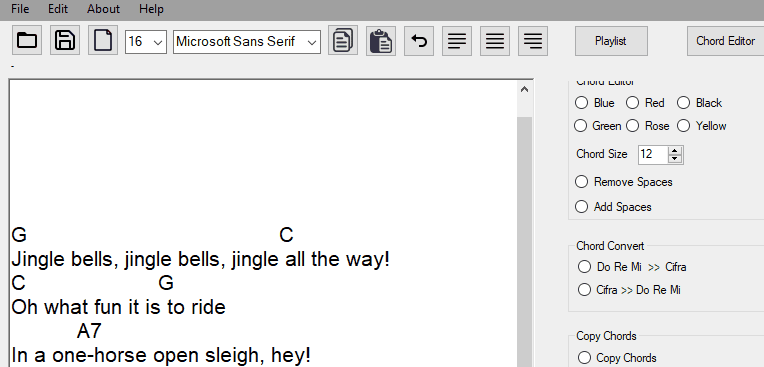 File Edit About Help
16 Microsoft Sans Serif Playlist Chord Editor
-
Chord Editor
Blue Red Black
Green Rose Yellow
Chord Size 12
Remove Spaces
Add Spaces
G C
Jingle bells, jingle bells, jingle all the way!
C G
Oh what fun it is to ride
A7
In a one-horse open sleigh, hey!
Chord Convert
Do Re Mi >> Cifra
Cifra >> Do Re Mi
Copy Chords
Copy Chords